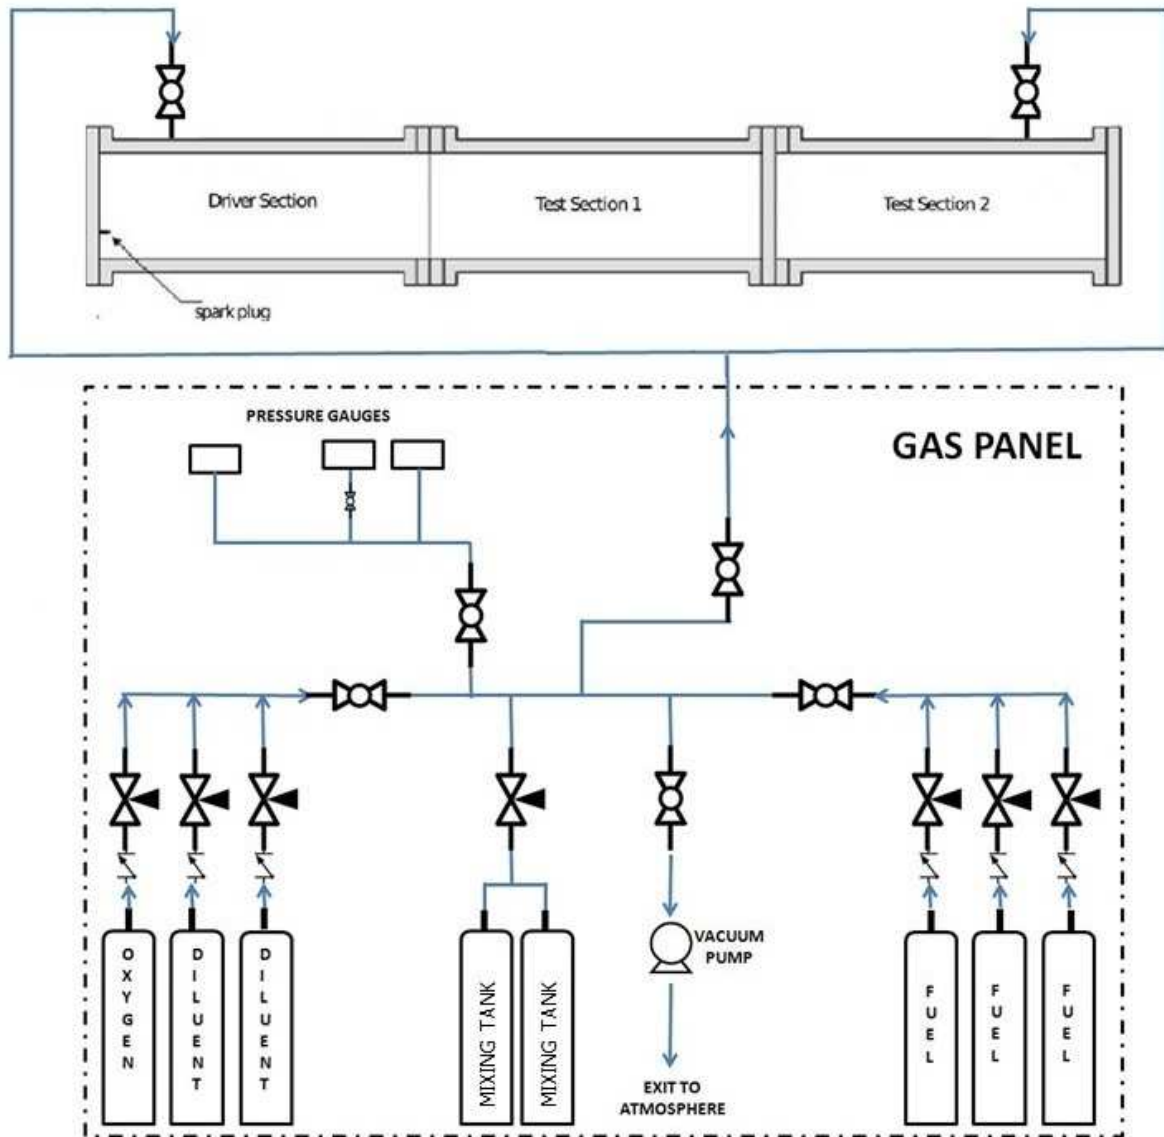 Driver Section
Test Section 1
Test Section 2
spark plug
PRESSURE GAUGES
GAS PANEL
OXYGEN
DILUENT
DILUENT
MIXING TANK
MIXING TANK
VACUUM
PUMP
EXIT TO
ATMOSPHERE
FUEL
FUEL
FUEL